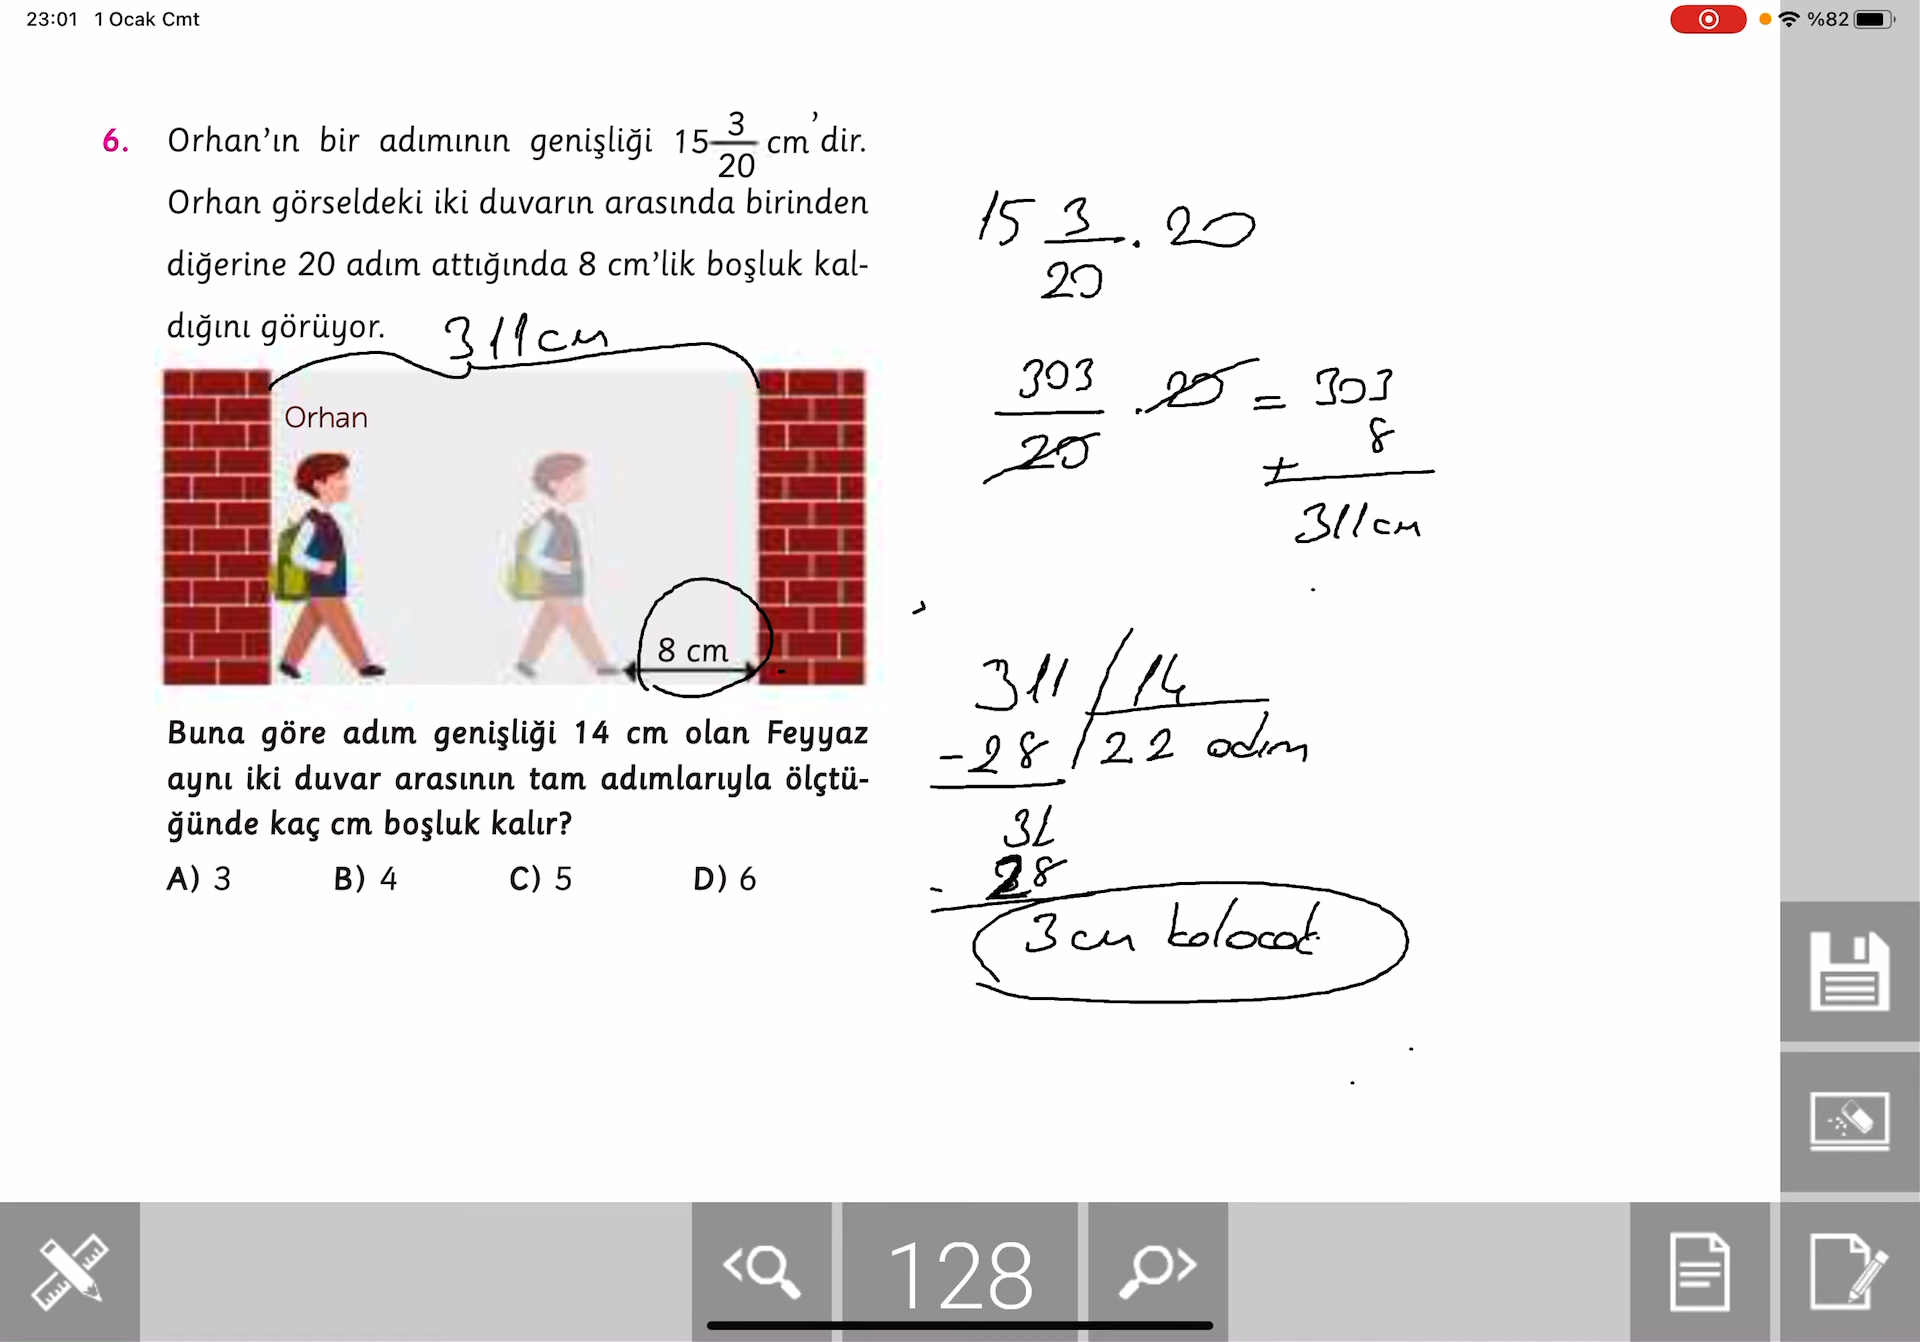 23:01 1 Ocak Cmt
%82
6. Orhan'ın bir adımının genişliği 15 3/20 cm'dir.
Orhan görseldeki iki duvarın arasında birinden
diğerine 20 adım attığında 8 cm'lik boşluk kal-
dığını görüyor.
311cm
Orhan
8 cm
Buna göre adım genişliği 14 cm olan Feyyaz
aynı iki duvar arasının tam adımlarıyla ölçtü-
ğünde kaç cm boşluk kalır?
A) 3 B) 4 C) 5 D) 6
15 3/20 . 20
303/20 . 20 = 303
8
+
311cm
311 14
-28 22 adım
31
- 28
3cm kalacak
< 128 >